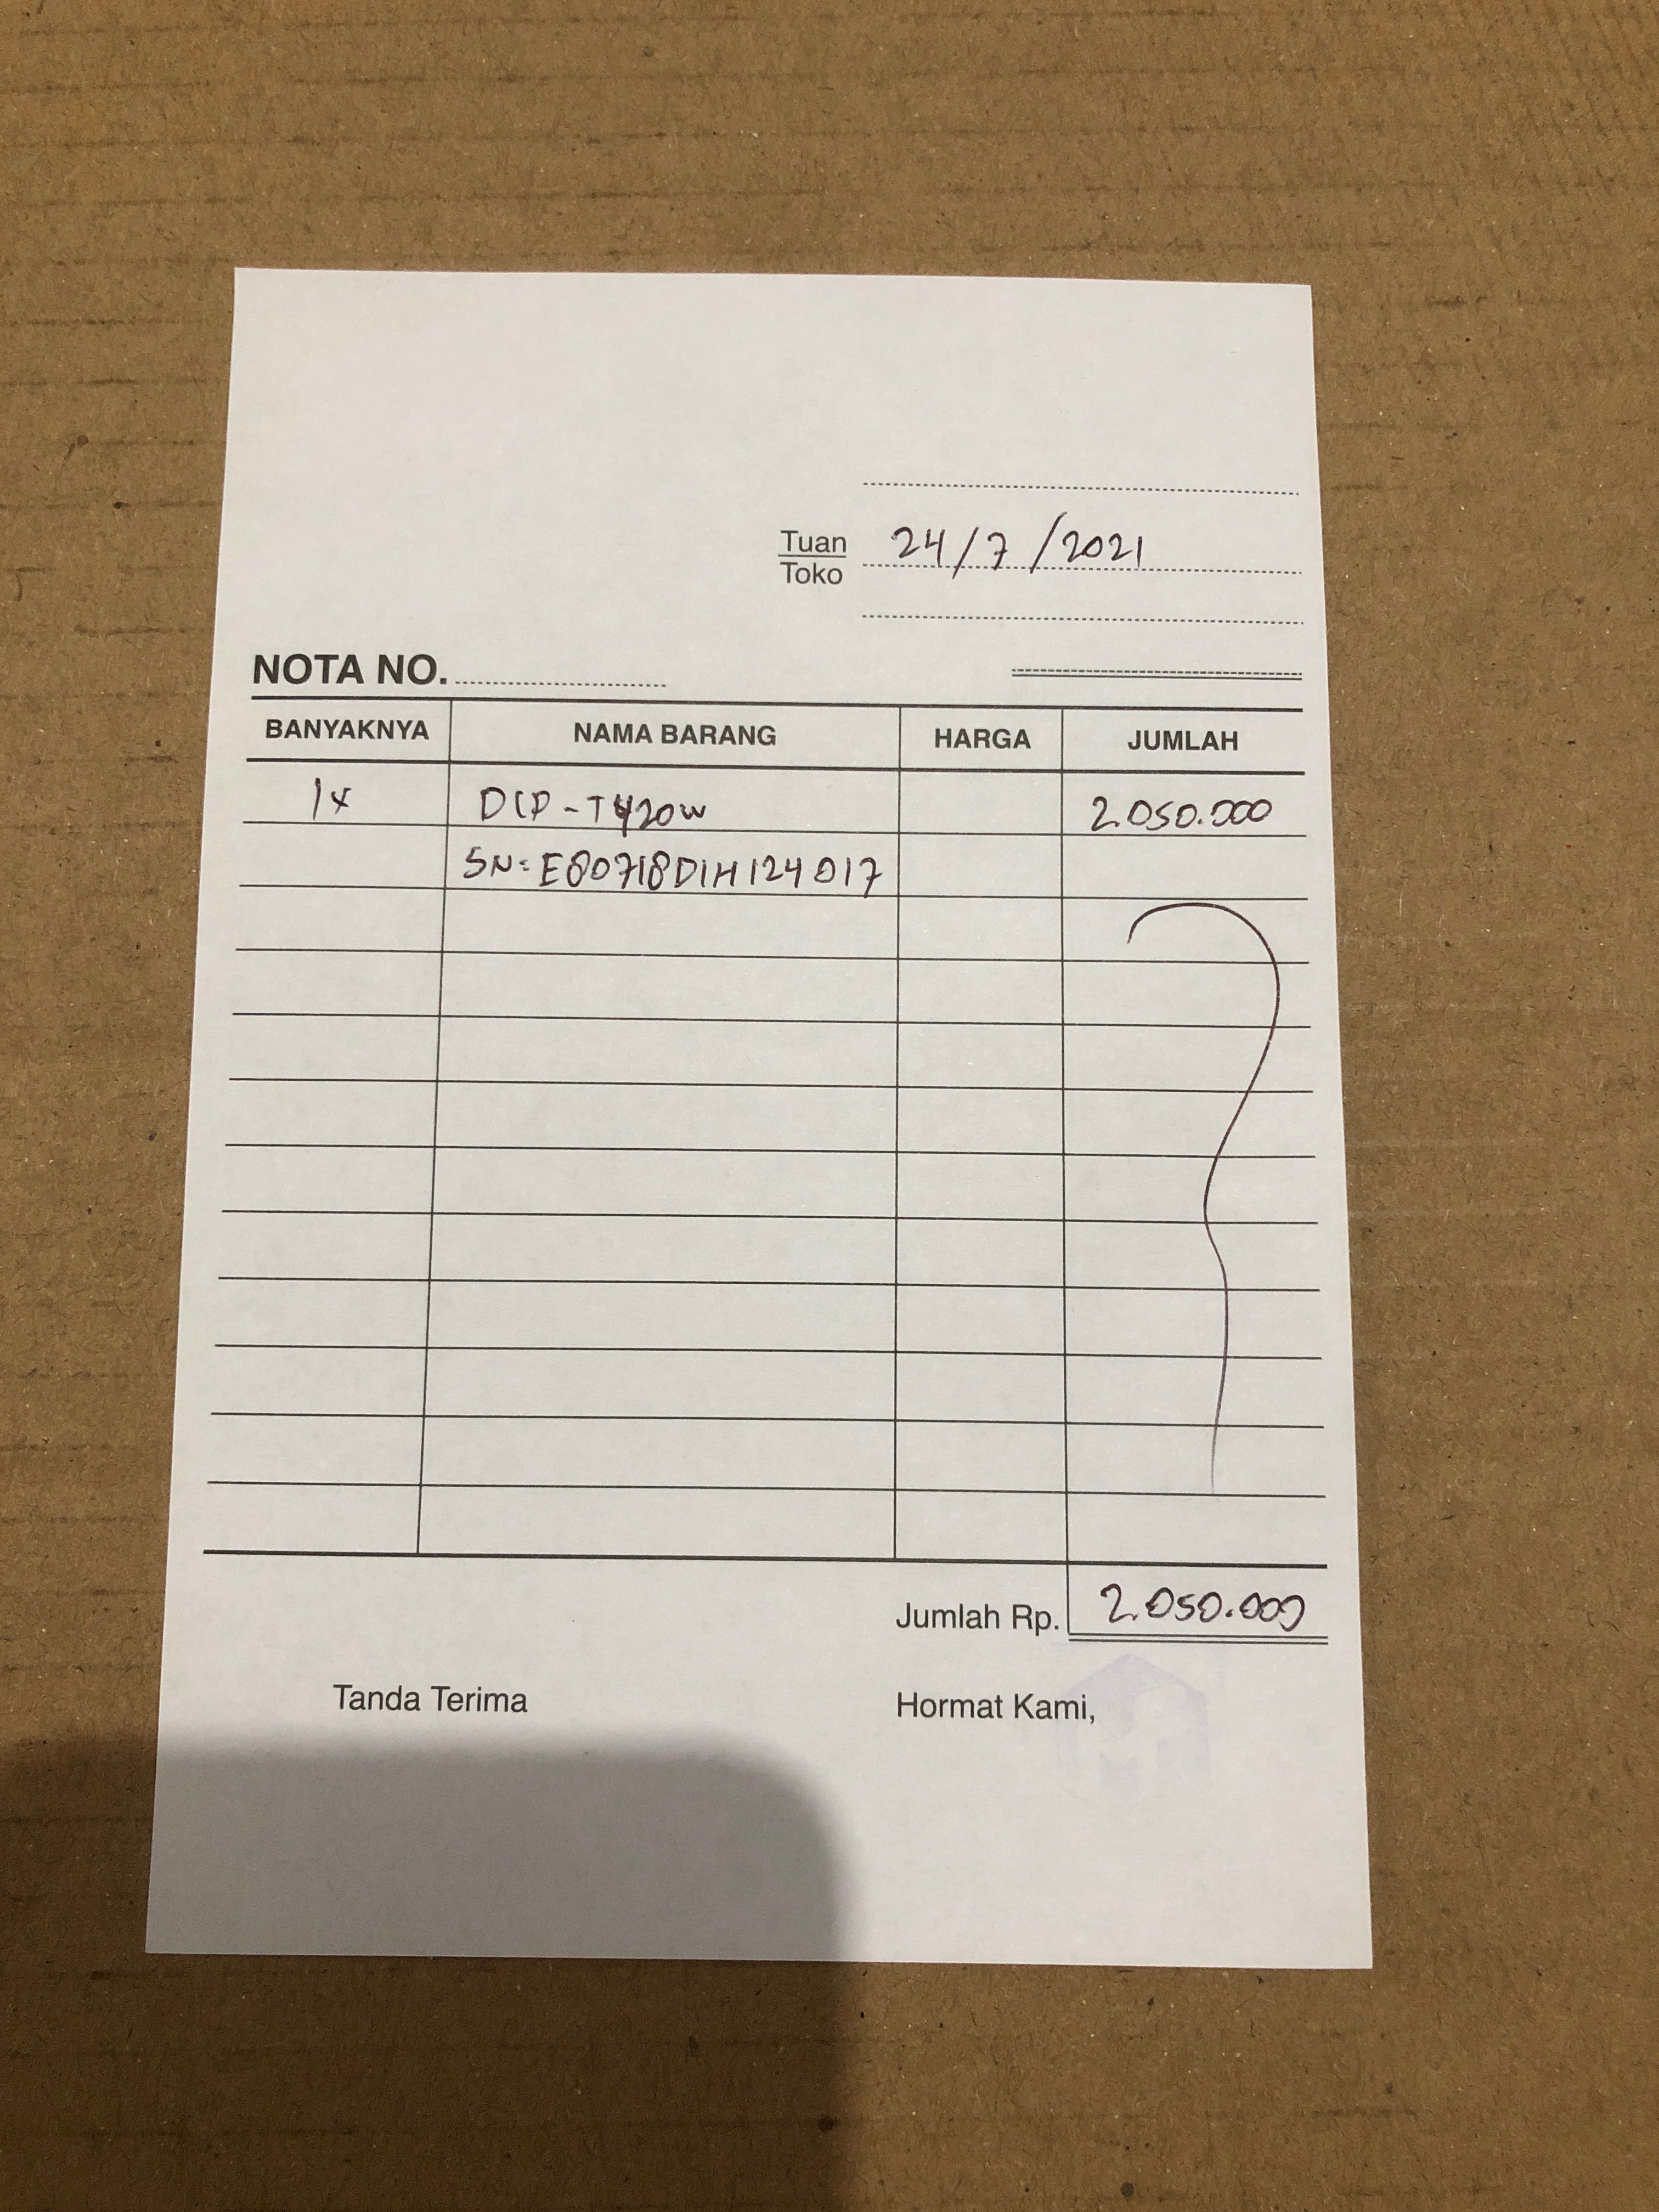 Tuan
Toko
24/7/2021
NOTA NO.
BANYAKNYA NAMA BARANG HARGA JUMLAH
1x DCP-T420W 2.050.000
SN: E80718D1H124017
Jumlah Rp. 2.050.000
Tanda Terima Hormat Kami,